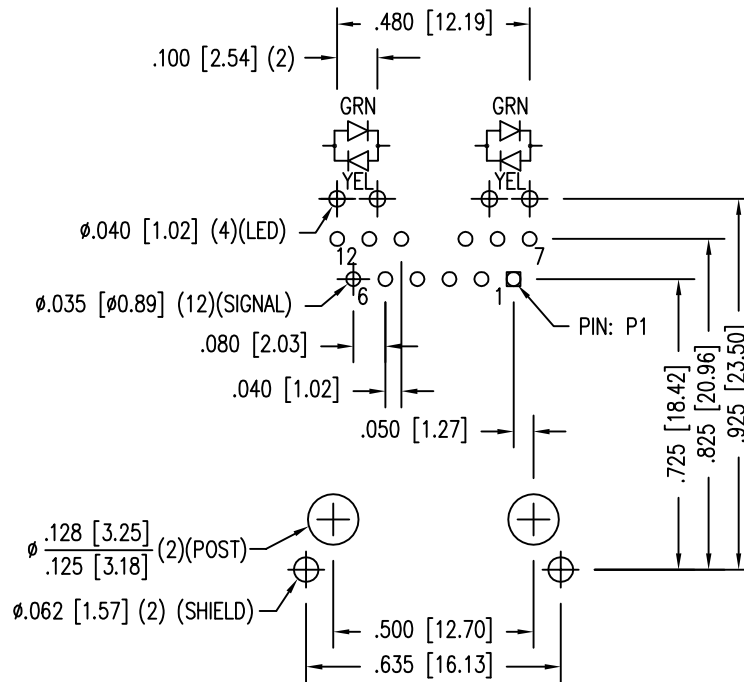 .480 [12.19]
.100 [2.54] (2)
GRN
GRN
YEL
YEL
ø.040 [1.02] (4)(LED)
12
7
ø.035 [ø0.89] (12)(SIGNAL)
6
1
PIN: P1
.080 [2.03]
.040 [1.02]
.050 [1.27]
.725 [18.42]
.825 [20.96]
.925 [23.50]
ø .128 [3.25]
.125 [3.18] (2)(POST)
ø.062 [1.57] (2) (SHIELD)
.500 [12.70]
.635 [16.13]